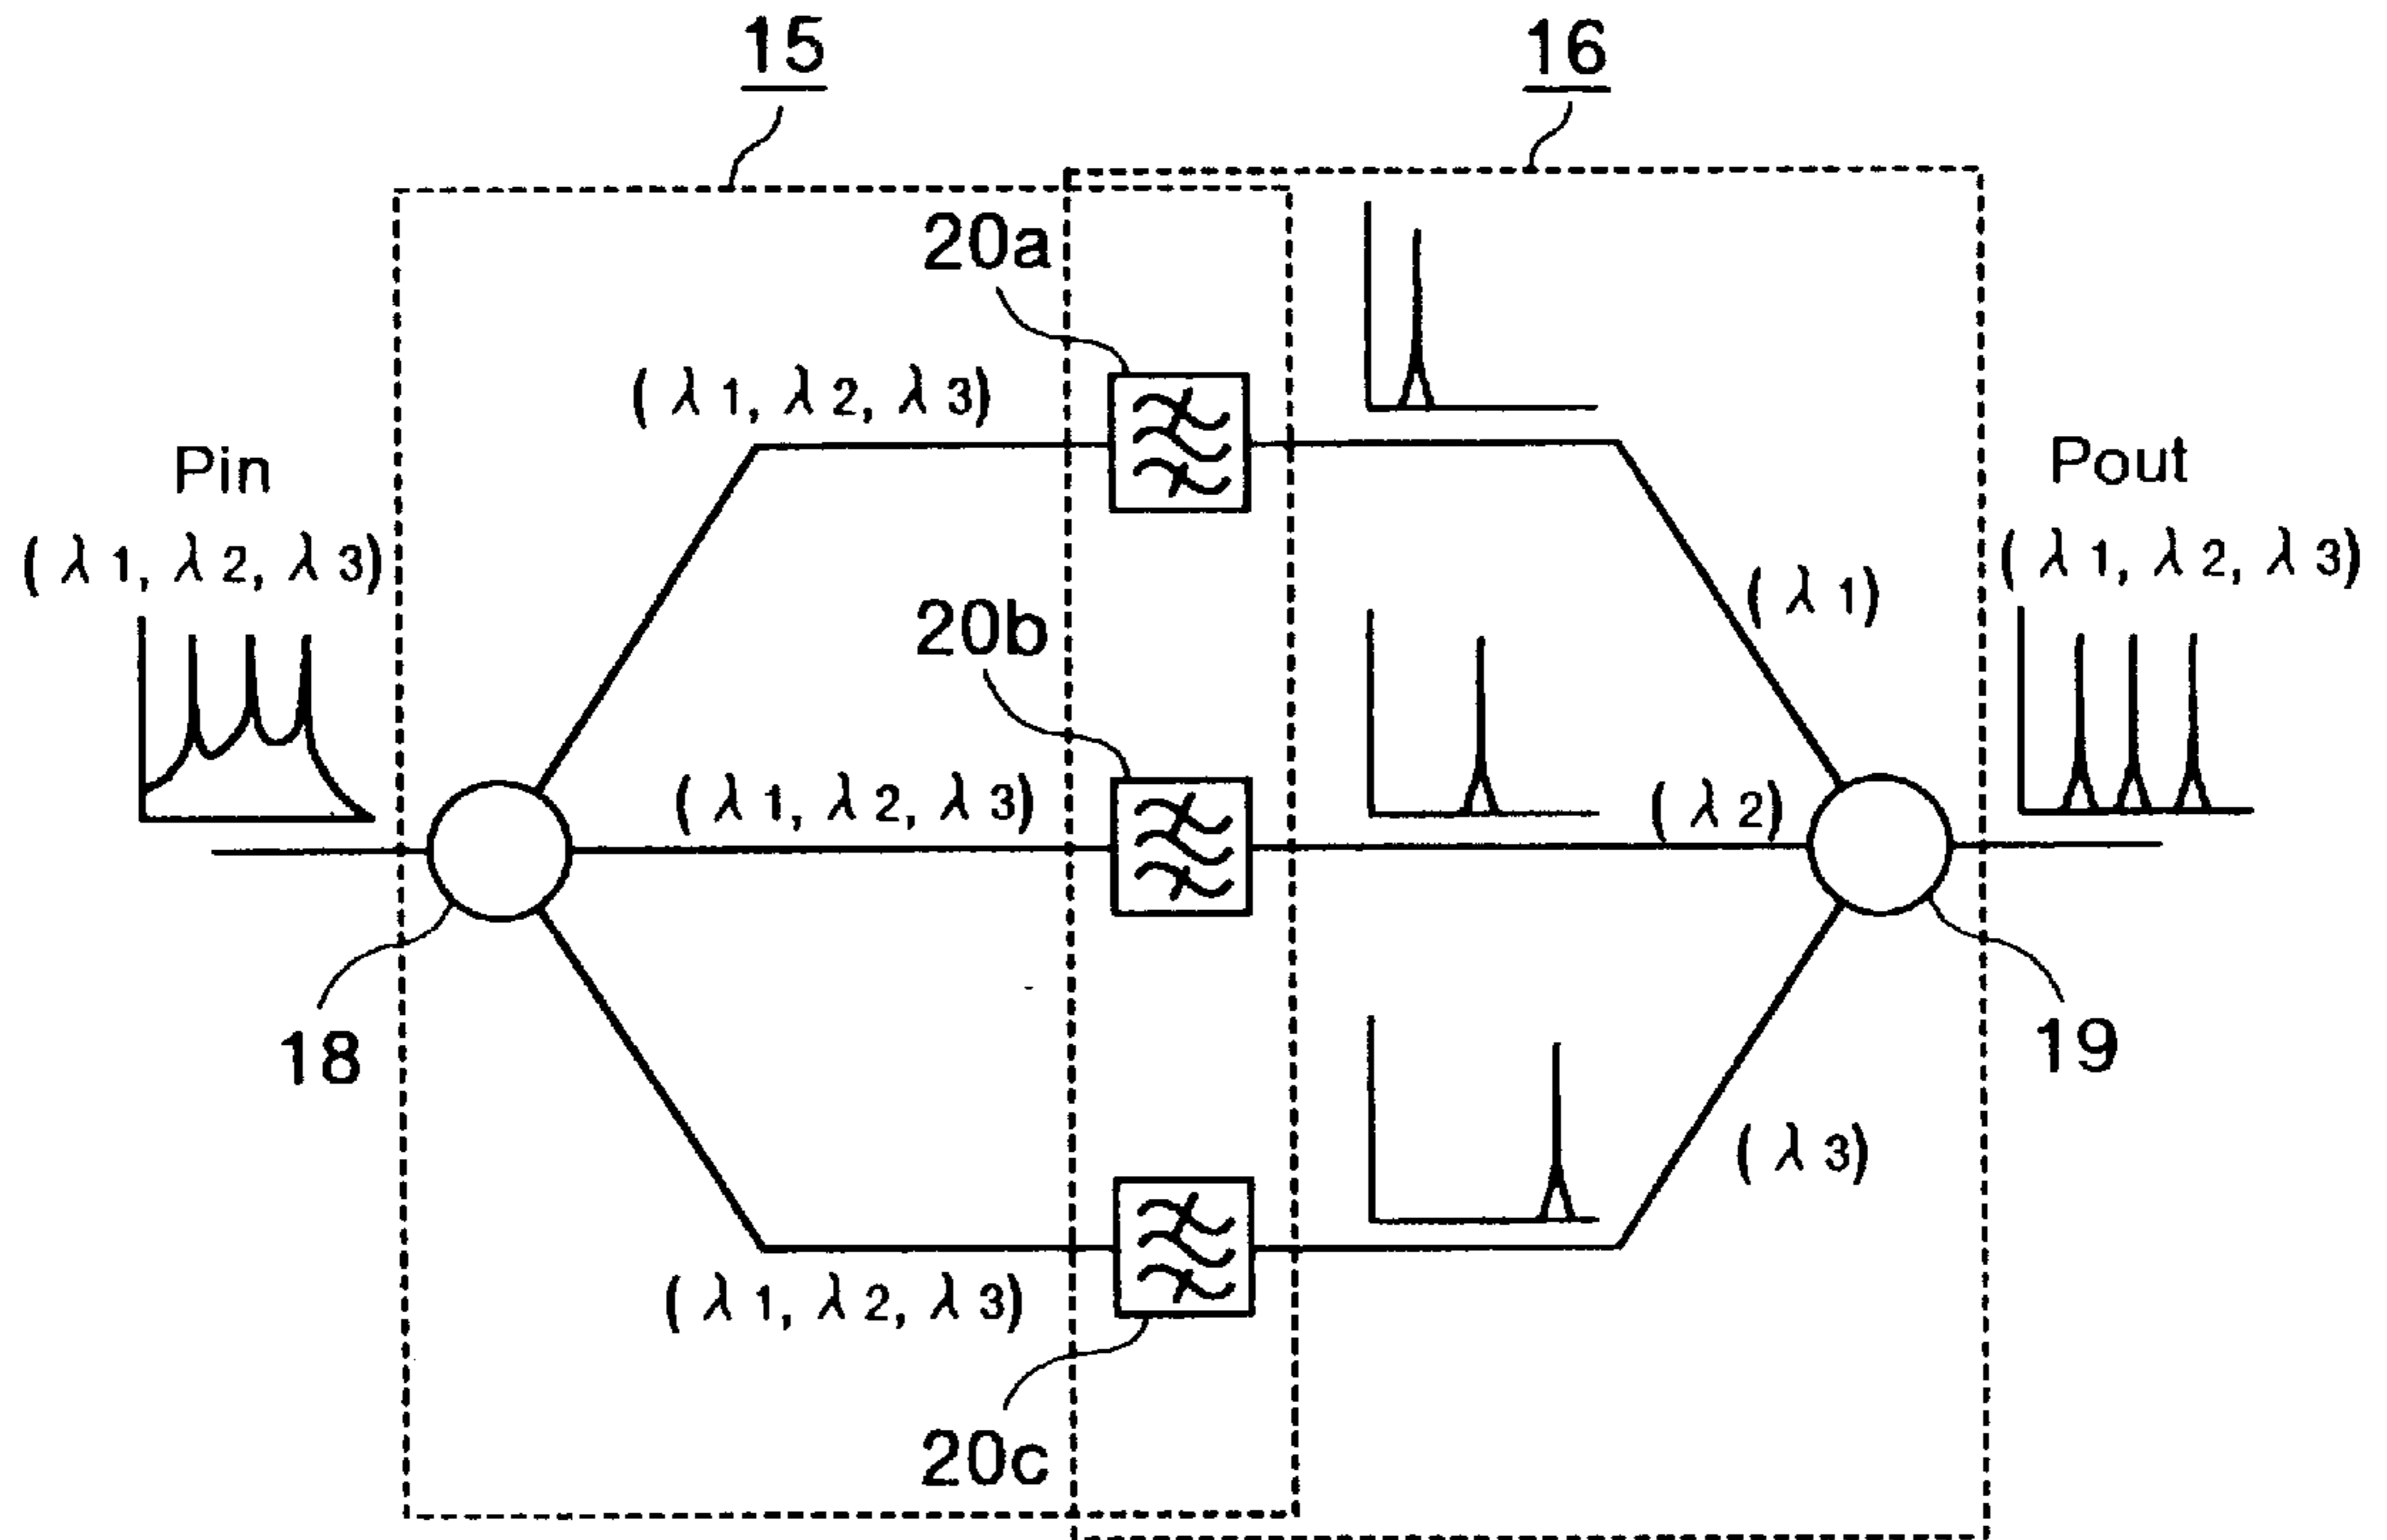 15
16
20a
(λ1, λ2, λ3)
Pin
(λ1, λ2, λ3)
Pout
(λ1, λ2, λ3)
(λ1)
20b
(λ1, λ2, λ3)
(λ2)
18
19
(λ3)
(λ1, λ2, λ3)
20c